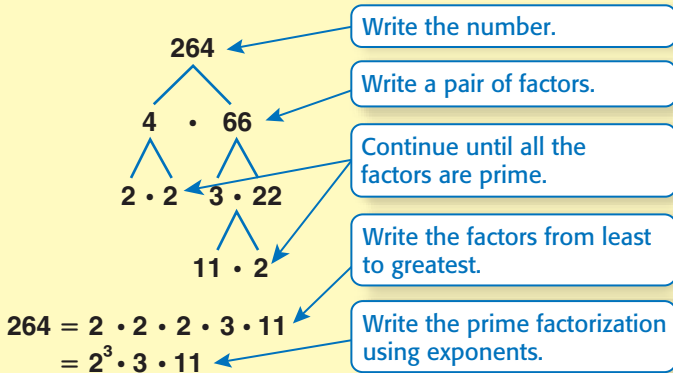 264
Write the number.
4 • 66
Write a pair of factors.
2 • 2 3 • 22
Continue until all the
factors are prime.
11 • 2
Write the factors from least
to greatest.
264 = 2 • 2 • 2 • 3 • 11
= 2³ • 3 • 11
Write the prime factorization
using exponents.